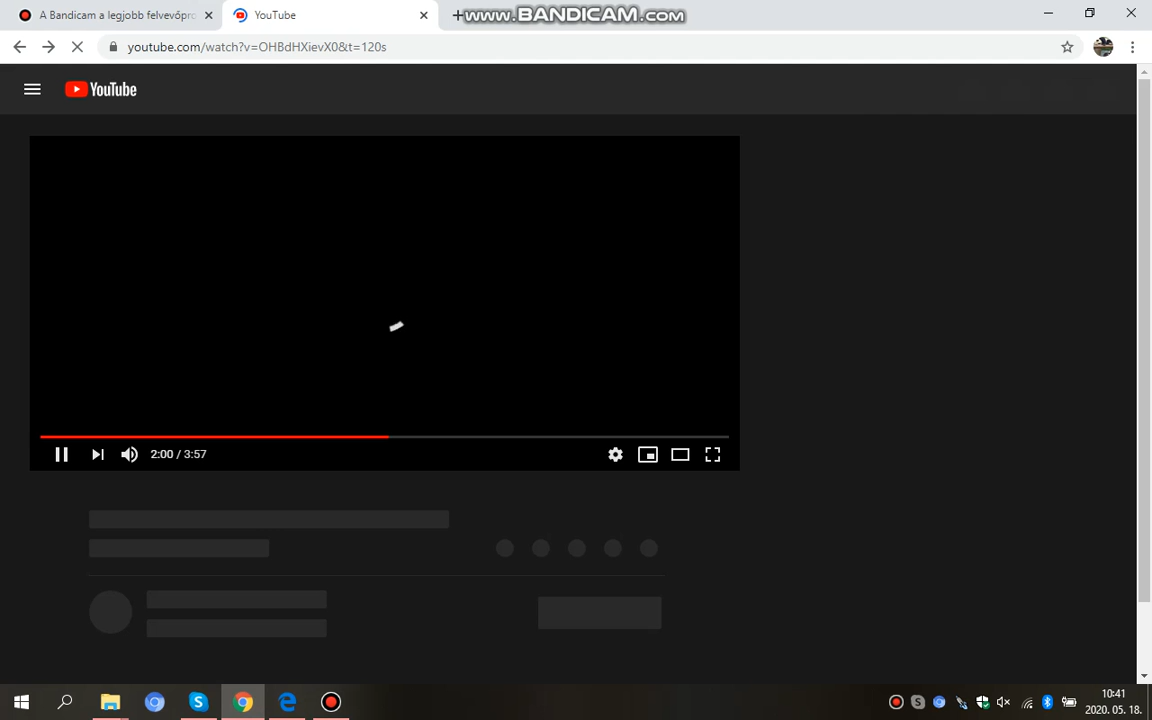 A Bandicam a legjobb felvevőpro
YouTube
www.BANDICAM.com
youtube.com/watch?v=OHBdHXievX0&t=120s
YouTube
2:00 / 3:57
10:41
2020. 05. 18.